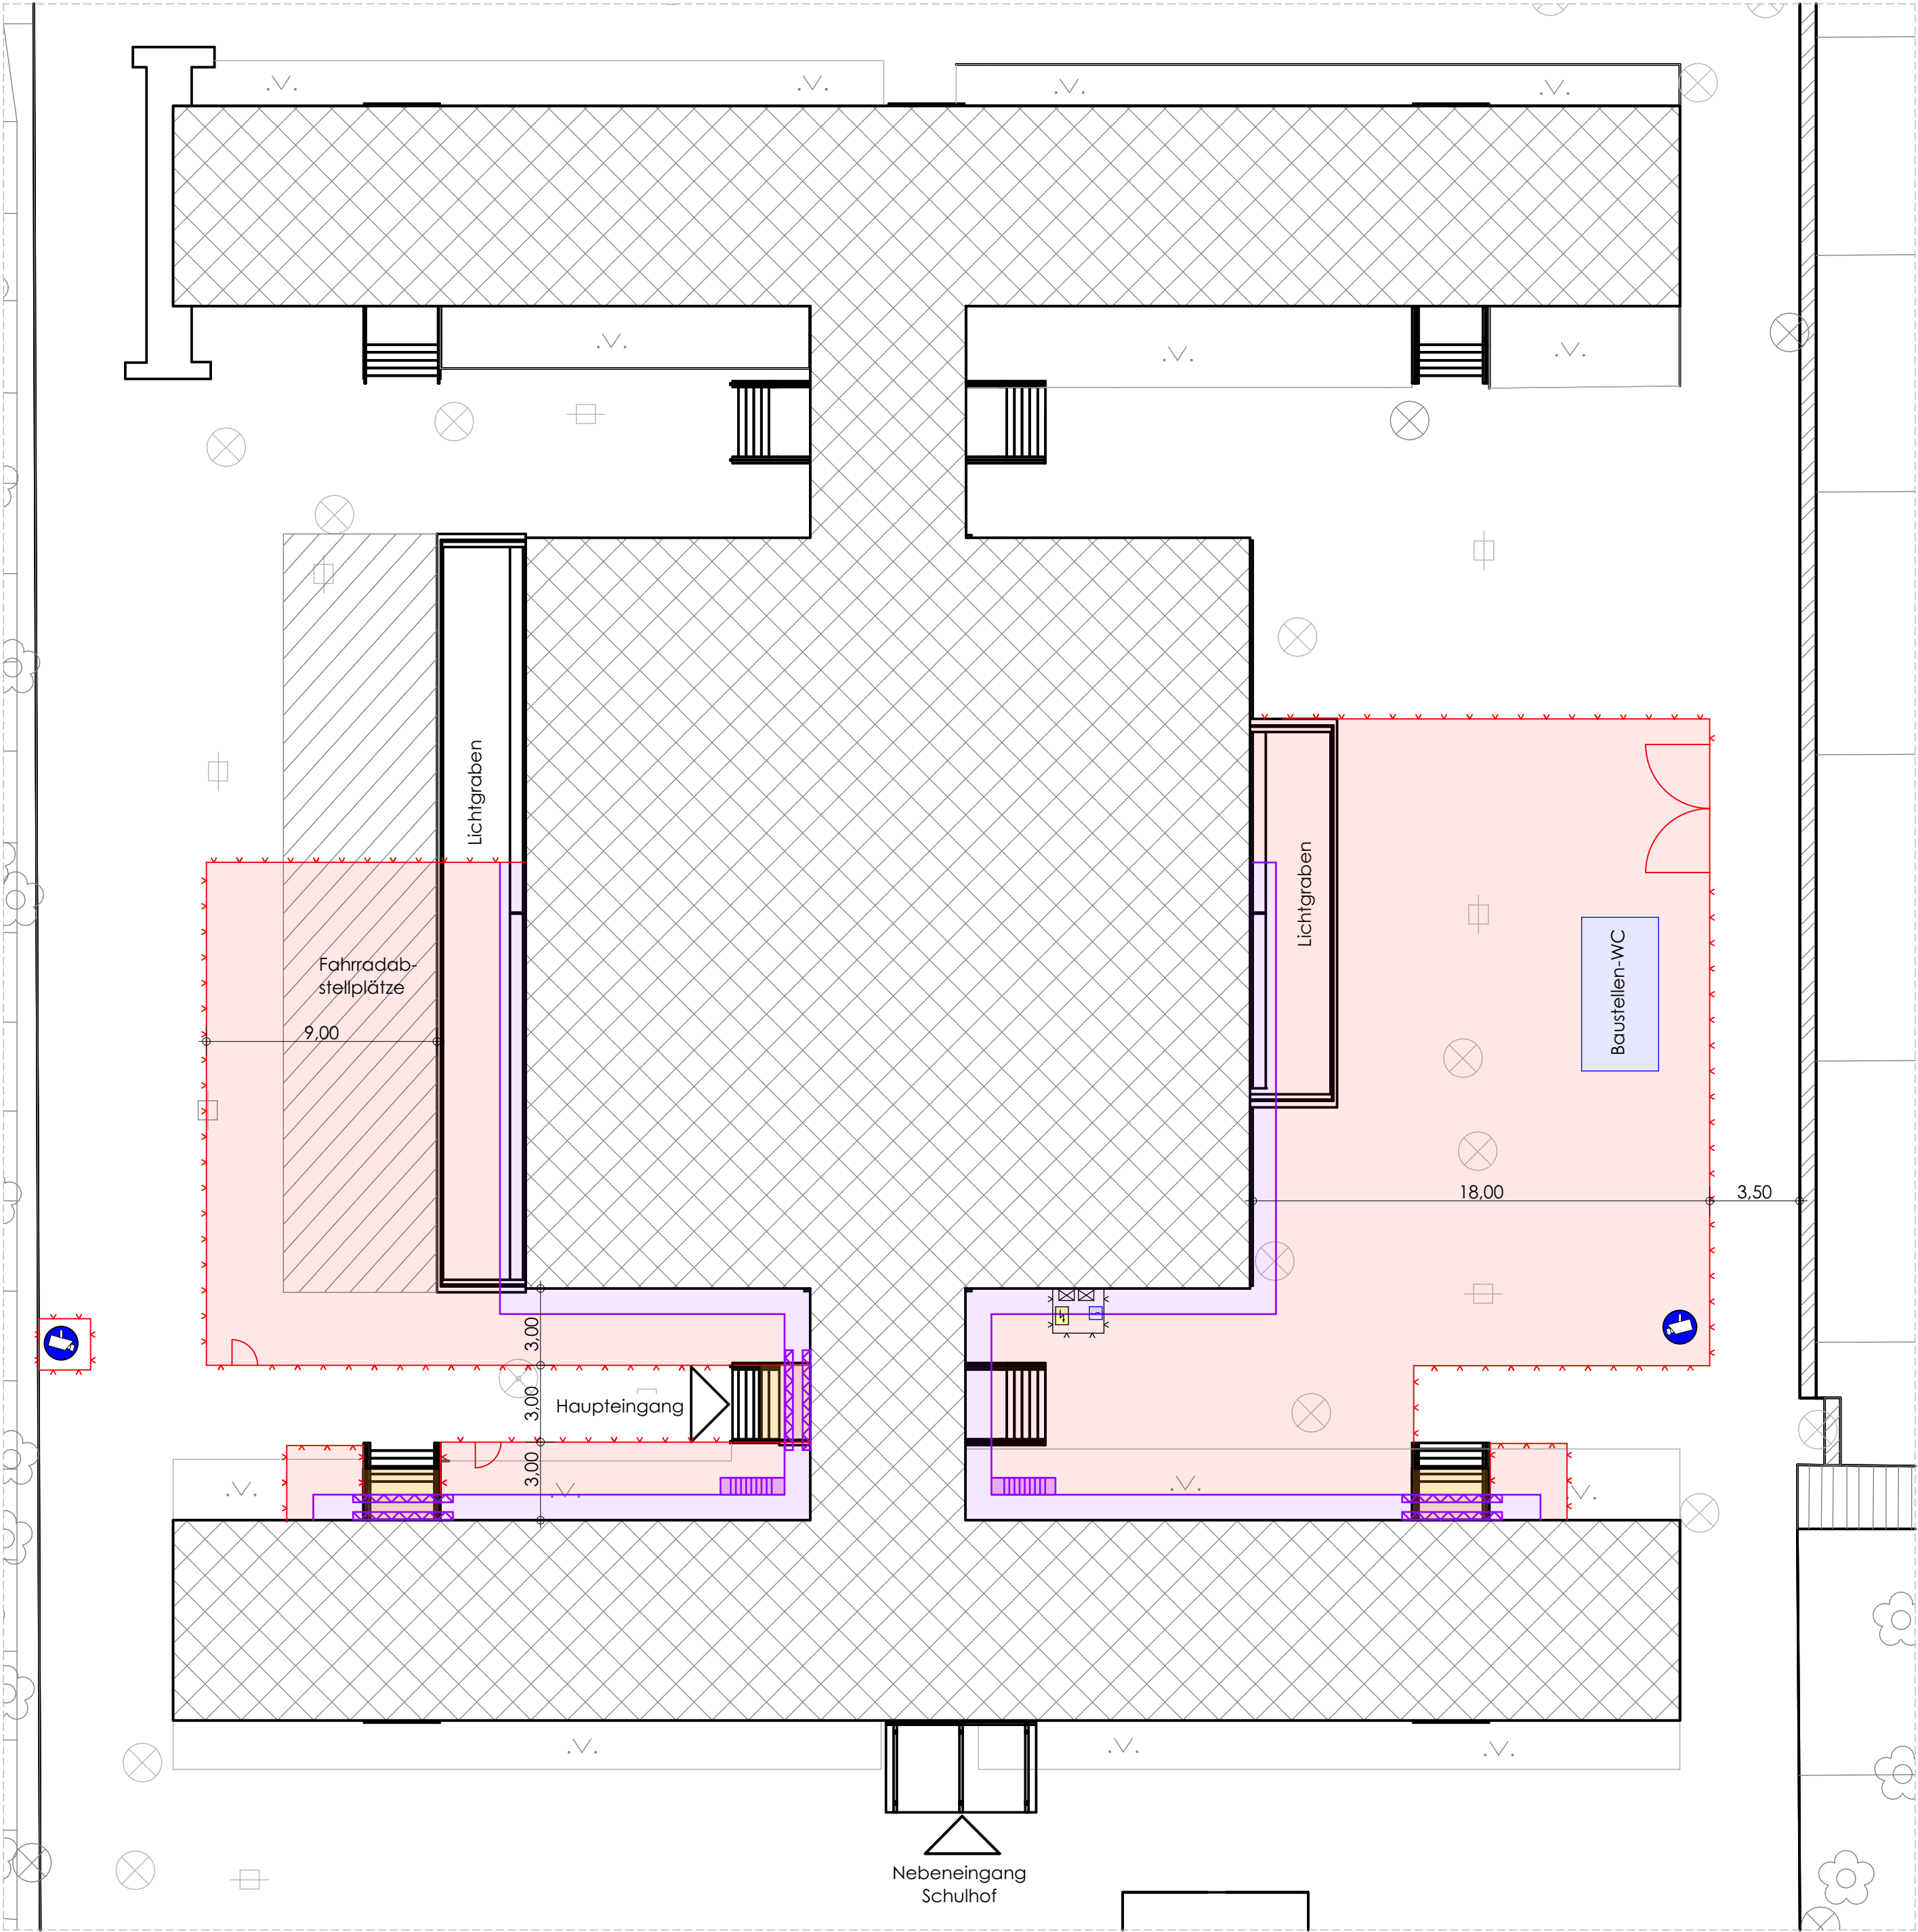 Lichtgraben
Lichtgraben
Fahrradab-
stellplätze
Baustellen-WC
9,00
18,00
3,50
3,00
Haupteingang
3,00
3,00
Nebeneingang
Schulhof